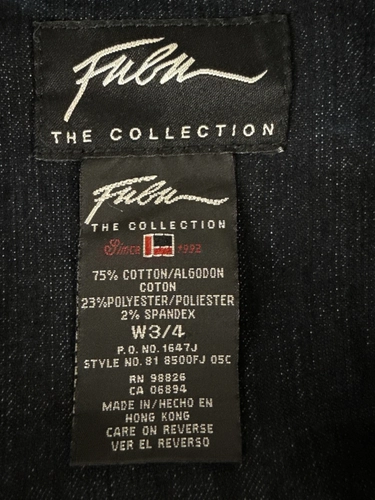 Fubu
THE COLLECTION
Fubu
THE COLLECTION
Since 1992
75% COTTON/ALGODON
COTON
23%POLYESTER/POLIESTER
2% SPANDEX
W3/4
P.O. NO. 1647J
STYLE NO. 81 8500FJ 05C
RN 98826
CA 06894
MADE IN/HECHO EN
HONG KONG
CARE ON REVERSE
VER EL REVERSO